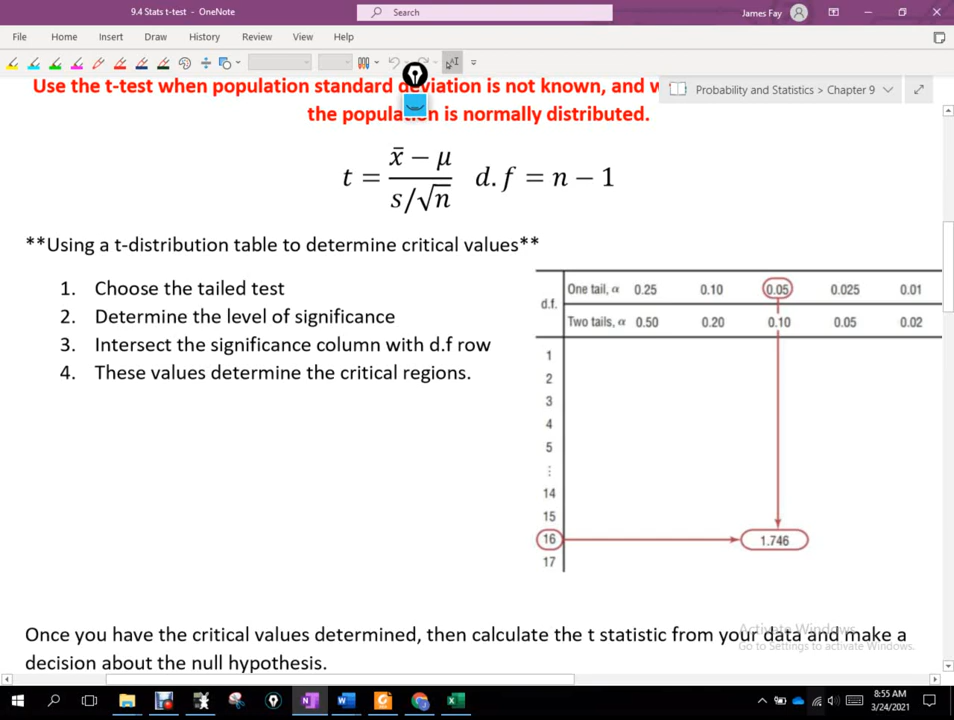 9.4 Stats t-test - OneNote
Search
James Fay
File Home Insert Draw History Review View Help
Use the t-test when population standard deviation is not known, and w
Probability and Statistics > Chapter 9
the population is normally distributed.
t = (x̄ − μ) / (s/√n) d.f = n − 1
**Using a t-distribution table to determine critical values**
1. Choose the tailed test
2. Determine the level of significance
3. Intersect the significance column with d.f row
4. These values determine the critical regions.
d.f.
One tail, α 0.25 0.10 0.05 0.025 0.01
Two tails, α 0.50 0.20 0.10 0.05 0.02
1
2
3
4
5
⋮
14
15
16 1.746
17
Once you have the critical values determined, then calculate the t statistic from your data and make a
decision about the null hypothesis.
Activate Windows
Go to Settings to activate Windows.
8:55 AM
3/24/2021